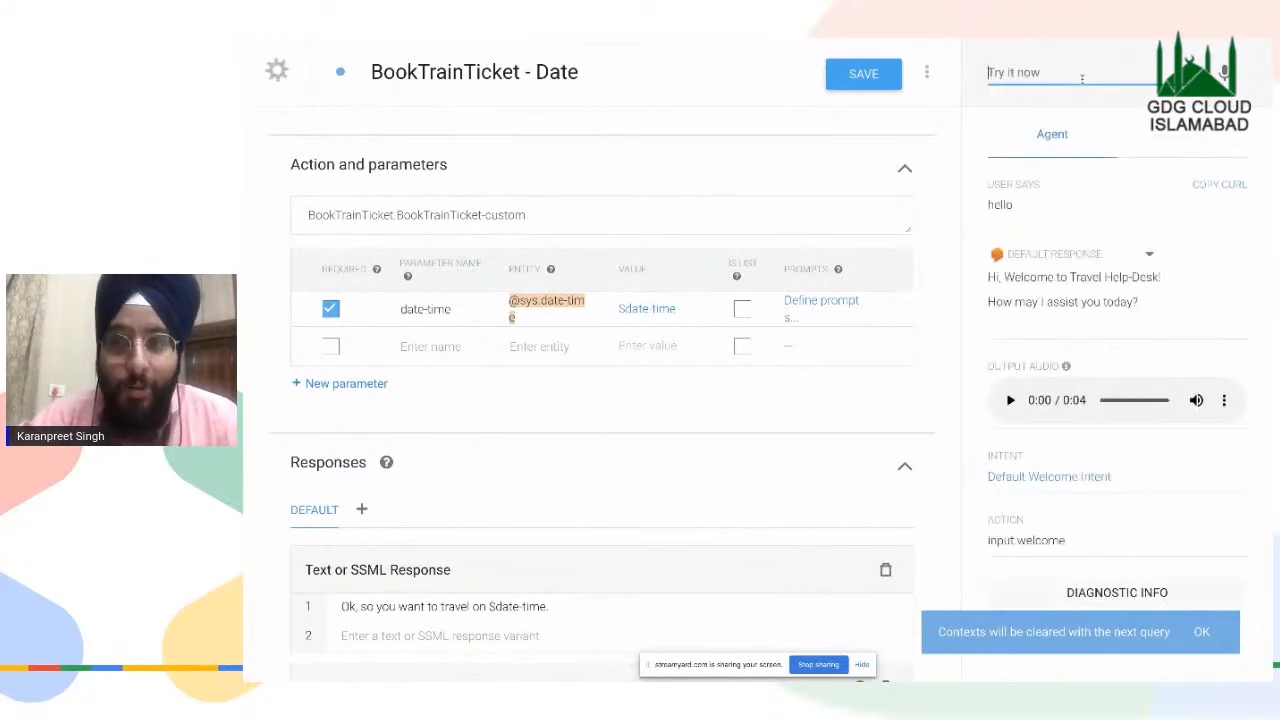 BookTrainTicket - Date
SAVE
Try it now
GDG CLOUD
ISLAMABAD
Agent
Action and parameters
USER SAYS
COPY CURL
hello
BookTrainTicket.BookTrainTicket-custom
DEFAULT RESPONSE
Hi, Welcome to Travel Help-Desk!
How may I assist you today?
REQUIRED
PARAMETER NAME
ENTITY
VALUE
IS LIST
PROMPTS
date-time
@sys.date-tim
e
$date-time
Define prompt
s...
Enter name
Enter entity
Enter value
—
+ New parameter
OUTPUT AUDIO
0:00 / 0:04
Karanpreet Singh
Responses
INTENT
Default Welcome Intent
DEFAULT
+
ACTION
input.welcome
Text or SSML Response
DIAGNOSTIC INFO
1 Ok, so you want to travel on $date-time.
2 Enter a text or SSML response variant
Contexts will be cleared with the next query OK
streamyard.com is sharing your screen. Stop sharing Hide